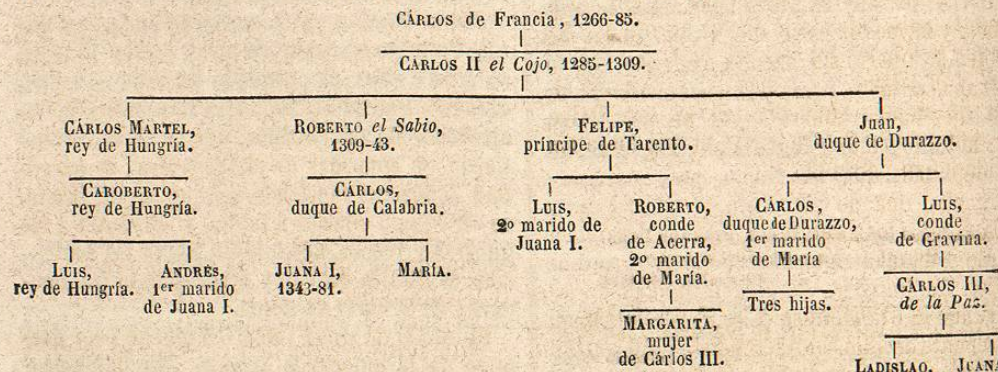 CÁRLOS de Francia, 1266-85.
CÁRLOS II el Cojo, 1285-1309.
CÁRLOS MARTEL,
rey de Hungría.
ROBERTO el Sabio,
1309-43.
FELIPE,
príncipe de Tarento.
Juan,
duque de Durazzo.
CAROBERTO,
rey de Hungría.
CÁRLOS,
duque de Calabria.
LUIS,
2º marido de
Juana I.
ROBERTO,
conde
de Acerra,
2º marido
de María.
CÁRLOS,
duque de Durazzo,
1er marido
de María
LUIS,
conde
de Gravina.
LUIS,
rey de Hungría.
ANDRÉS,
1er marido
de Juana I.
JUANA I,
1343-81.
MARÍA.
MARGARITA,
mujer
de Cárlos III.
Tres hijas.
CÁRLOS III,
de la Paz.
LADISLAO.
JUANA